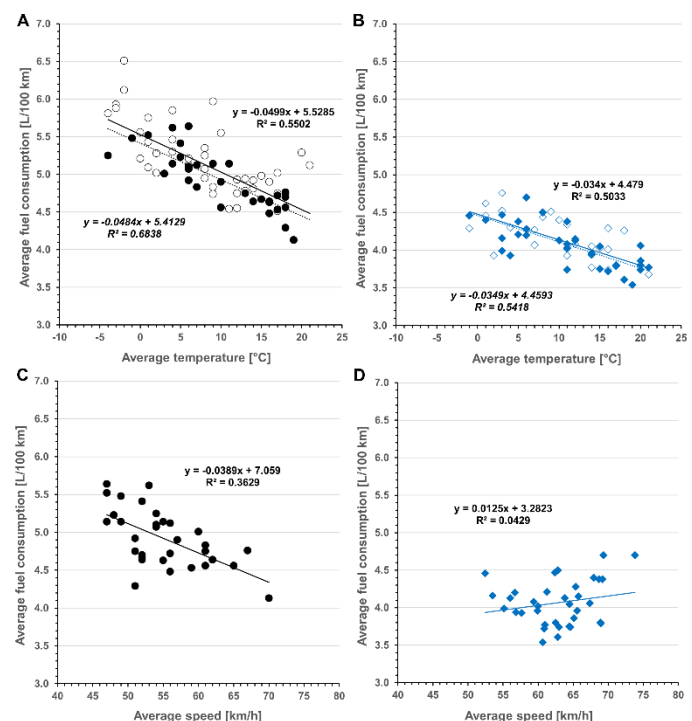 A
Average fuel consumption [L/100 km]
7.0
6.5
6.0
5.5
5.0
4.5
4.0
3.5
3.0
y = -0.0499x + 5.5285
R² = 0.5502
y = -0.0484x + 5.4129
R² = 0.6838
-10 -5 0 5 10 15 20 25
Average temperature [°C]
B
Average fuel consumption [L/100 km]
7.0
6.5
6.0
5.5
5.0
4.5
4.0
3.5
3.0
y = -0.034x + 4.479
R² = 0.5033
y = -0.0349x + 4.4593
R² = 0.5418
-10 -5 0 5 10 15 20 25
Average temperature [°C]
C
Average fuel consumption [L/100 km]
7.0
6.5
6.0
5.5
5.0
4.5
4.0
3.5
3.0
y = -0.0389x + 7.059
R² = 0.3629
40 45 50 55 60 65 70 75 80
Average speed [km/h]
D
Average fuel consumption [L/100 km]
7.0
6.5
6.0
5.5
5.0
4.5
4.0
3.5
3.0
y = 0.0125x + 3.2823
R² = 0.0429
40 45 50 55 60 65 70 75 80
Average speed [km/h]